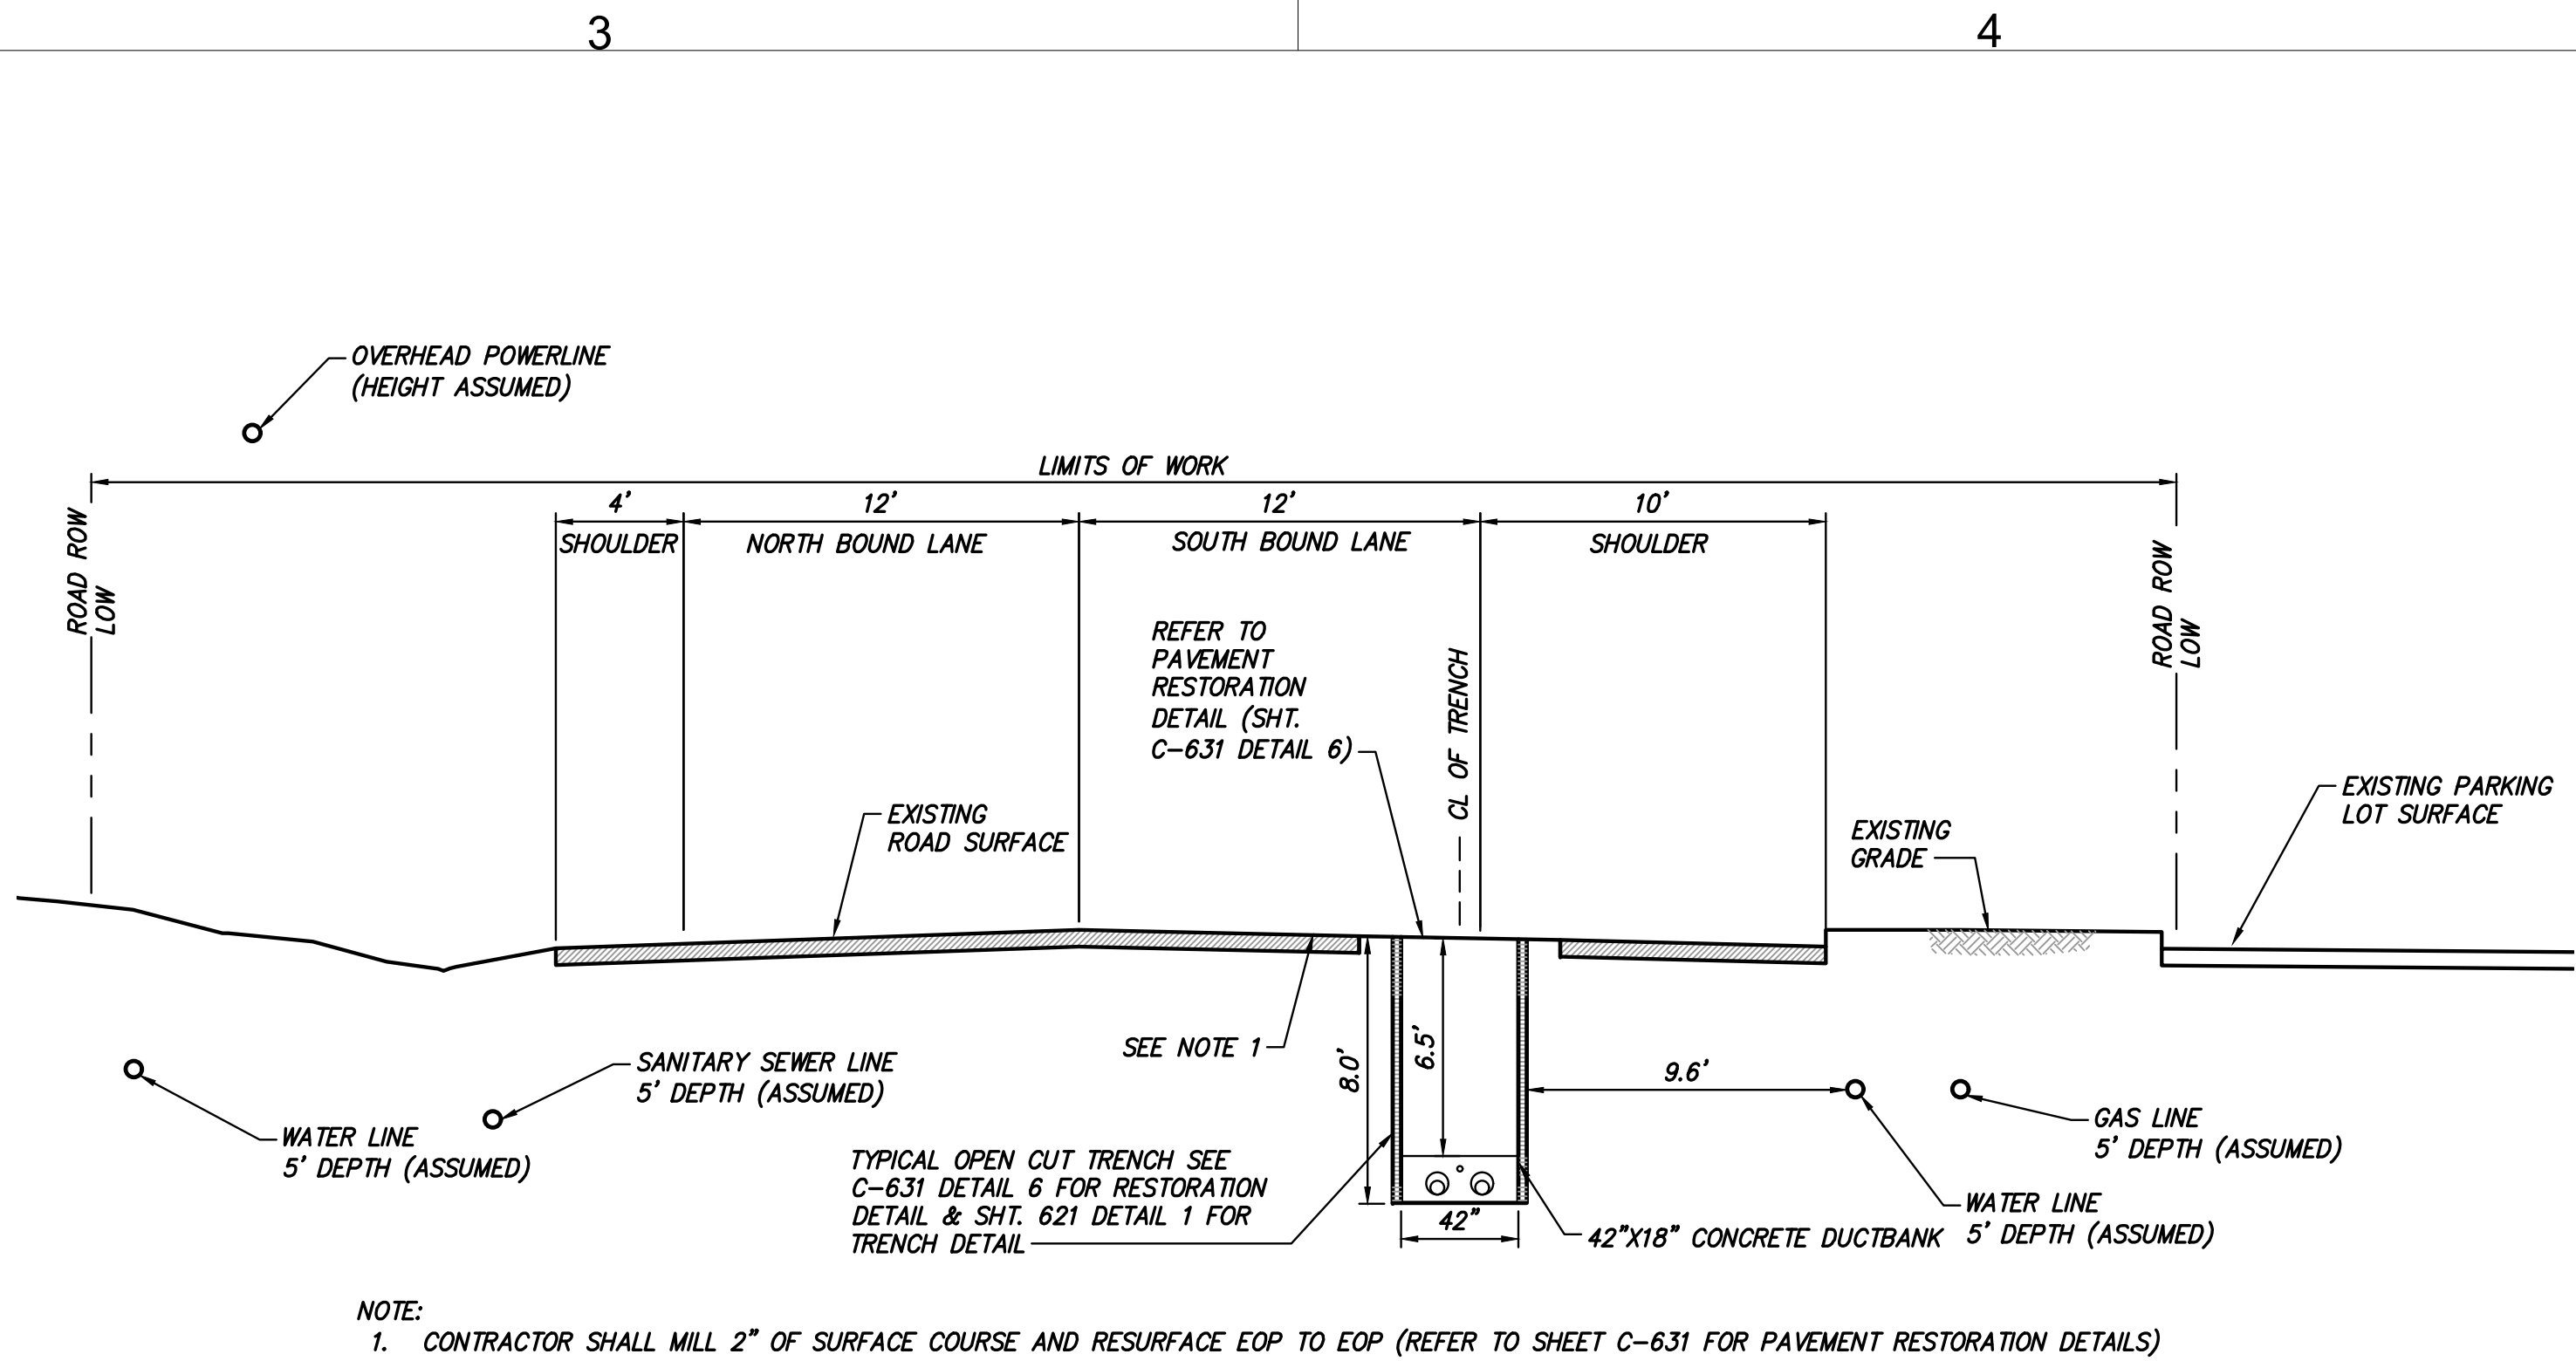 3
4
OVERHEAD POWERLINE
(HEIGHT ASSUMED)
LIMITS OF WORK
4'
12'
12'
10'
SHOULDER
NORTH BOUND LANE
SOUTH BOUND LANE
SHOULDER
ROAD ROW
LOW
ROAD ROW
LOW
REFER TO
PAVEMENT
RESTORATION
DETAIL (SHT.
C-631 DETAIL 6)
CL OF TRENCH
EXISTING
ROAD SURFACE
EXISTING
GRADE
EXISTING PARKING
LOT SURFACE
SEE NOTE 1
8.0'
6.5'
9.6'
SANITARY SEWER LINE
5' DEPTH (ASSUMED)
WATER LINE
5' DEPTH (ASSUMED)
GAS LINE
5' DEPTH (ASSUMED)
TYPICAL OPEN CUT TRENCH SEE
C-631 DETAIL 6 FOR RESTORATION
DETAIL & SHT. 621 DETAIL 1 FOR
TRENCH DETAIL
42"
42"X18" CONCRETE DUCTBANK
WATER LINE
5' DEPTH (ASSUMED)
NOTE:
1. CONTRACTOR SHALL MILL 2" OF SURFACE COURSE AND RESURFACE EOP TO EOP (REFER TO SHEET C-631 FOR PAVEMENT RESTORATION DETAILS)